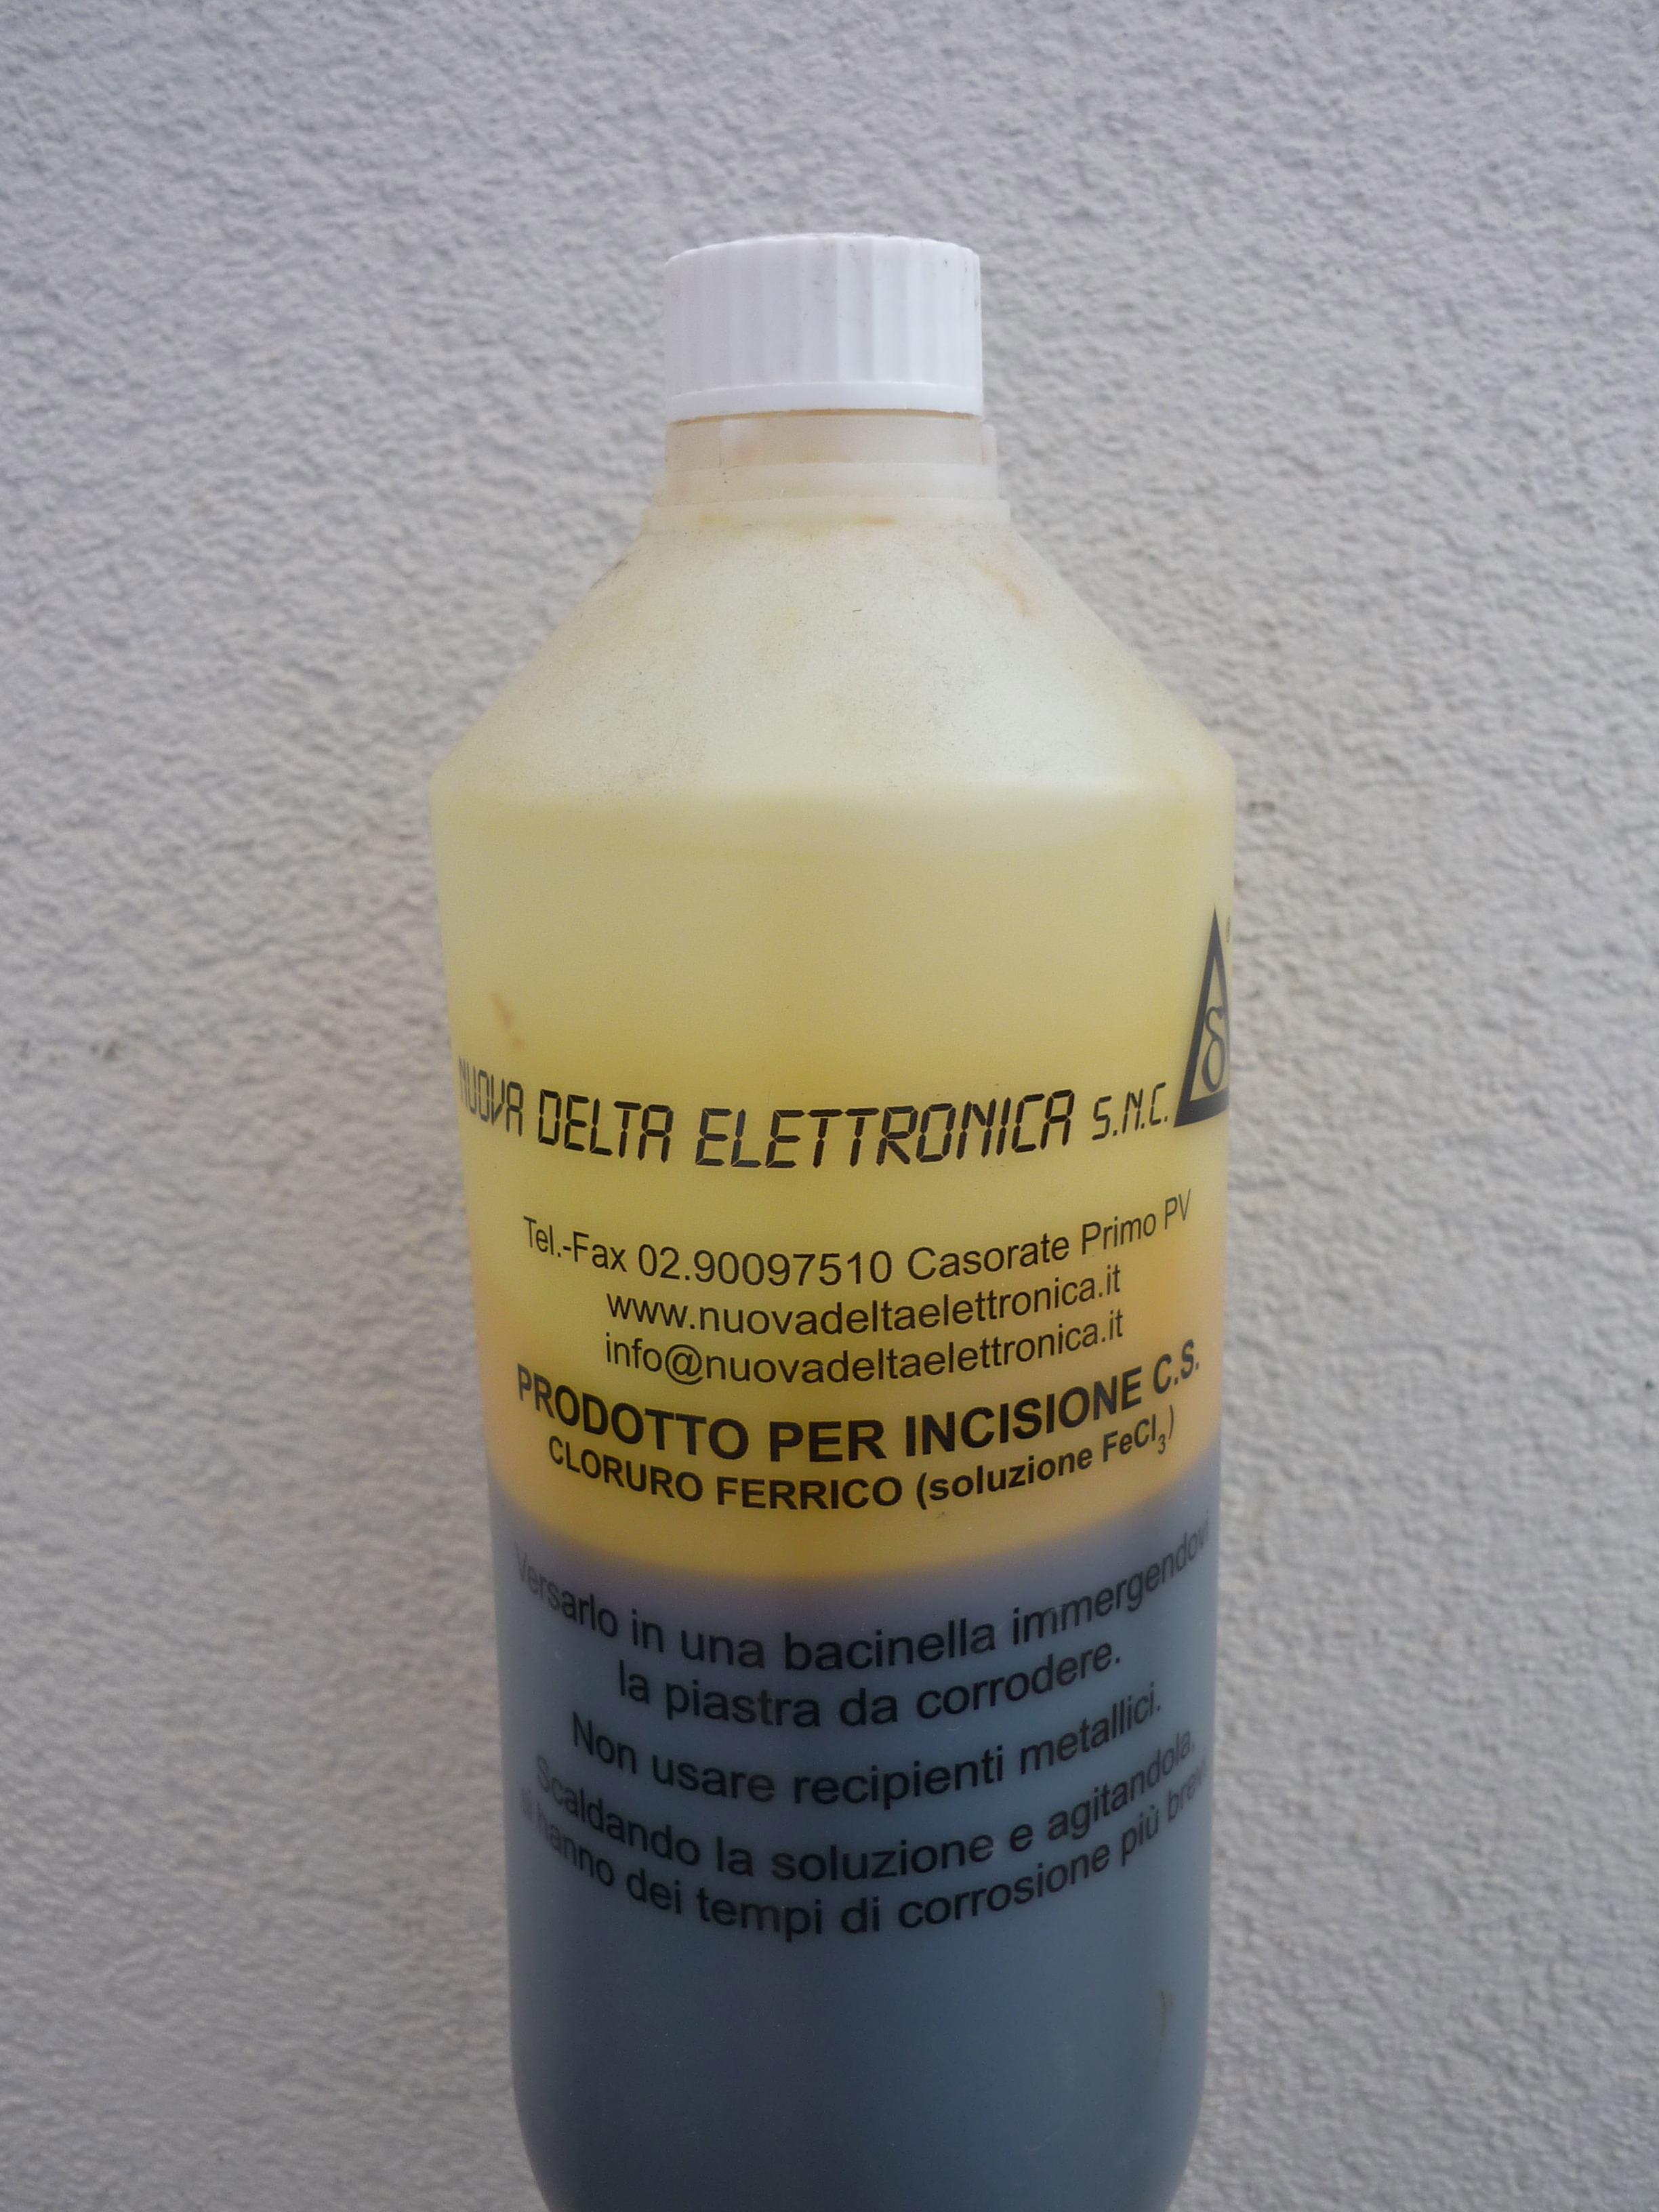 NUOVA DELTA ELETTRONICA S.N.C.
δ
Tel.-Fax 02.90097510 Casorate Primo PV
www.nuovadeltaelettronica.it
info@nuovadeltaelettronica.it
PRODOTTO PER INCISIONE C.S.
CLORURO FERRICO (soluzione FeCl₃)
Versarlo in una bacinella immergendovi
la piastra da corrodere.
Non usare recipienti metallici.
Scaldando la soluzione e agitandola,
si hanno dei tempi di corrosione più brevi